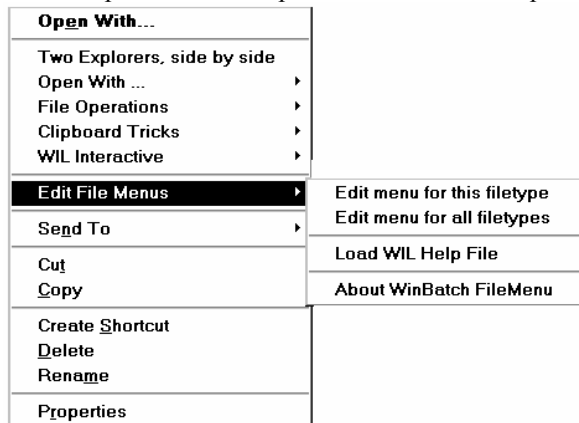 Open With...
Two Explorers, side by side
Open With ...
File Operations
Clipboard Tricks
WIL Interactive
Edit File Menus
Send To
Cut
Copy
Create Shortcut
Delete
Rename
Properties
Edit menu for this filetype
Edit menu for all filetypes
Load WIL Help File
About WinBatch FileMenu